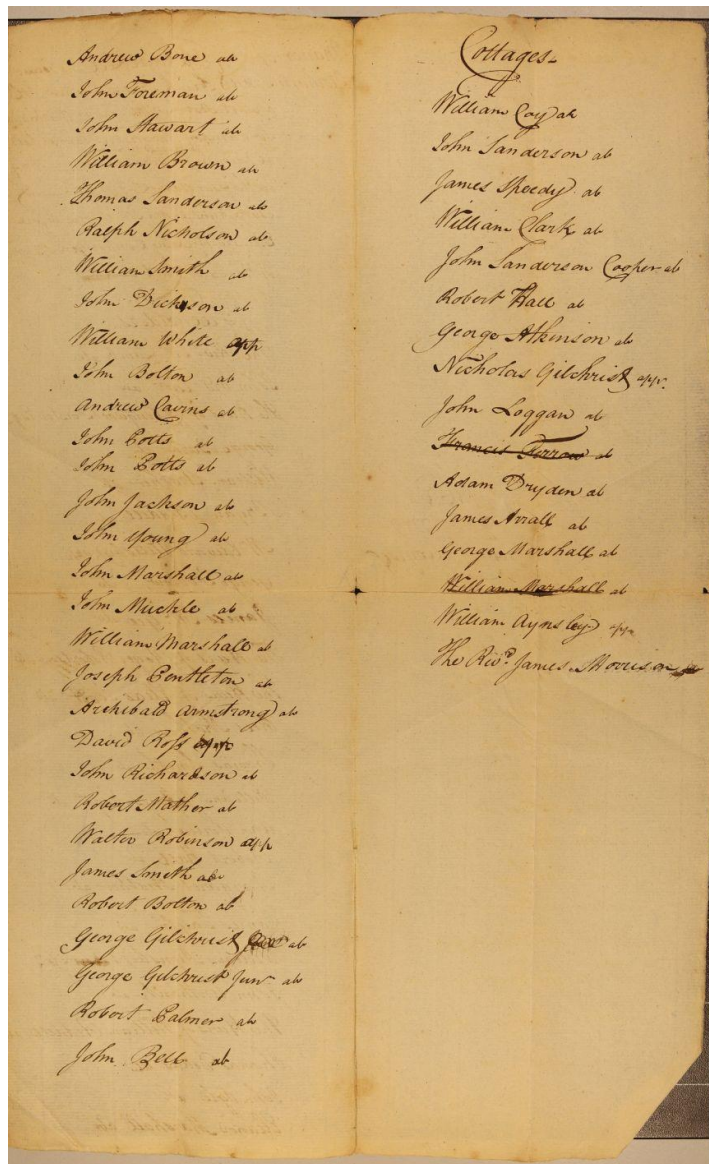 Andrew Bone ab
John Foreman ab
John Stawart ab
William Brown ab
Thomas Sanderson ab
Ralph Nicholson ab
William Smith ab
John Dickson ab
William White app
John Bolton ab
Andrew Cavins ab
John Potts ab
John Potts ab
John Jackson ab
John Young ab
John Marshall ab
John Muckle ab
William Marshall ab
Joseph Pentleton ab
Archibald Armstrong ab
David Ross app
John Richardson ab
Robert Mather ab
Walter Robinson app
James Smith ab
Robert Bolton ab
George Gilchrist ab
George Gilchrist Junr ab
Robert Palmer ab
John Bell ab
Cottages
William Coy ab
John Sanderson ab
James Speedy ab
William Clark ab
John Sanderson Cooper ab
Robert Hall ab
George Atkinson ab
Nicholas Gilchrist appr.
John Loggan ab
Francis Ferrow ab
Adam Dryden ab
James Arrall ab
George Marshall ab
William Marshall ab
William Aynsley app
The Revd. James Morrison